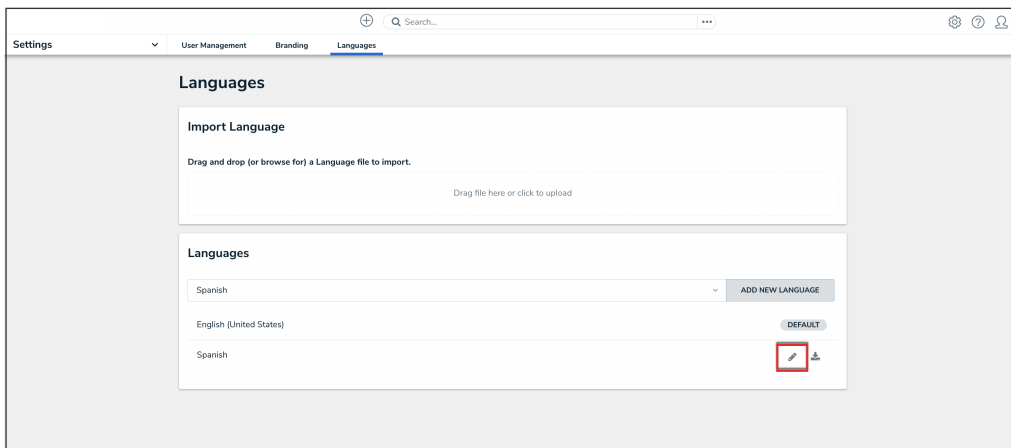 Search...
Settings
User Management Branding Languages
Languages
Import Language
Drag and drop (or browse for) a Language file to import.
Drag file here or click to upload
Languages
Spanish ADD NEW LANGUAGE
English (United States) DEFAULT
Spanish